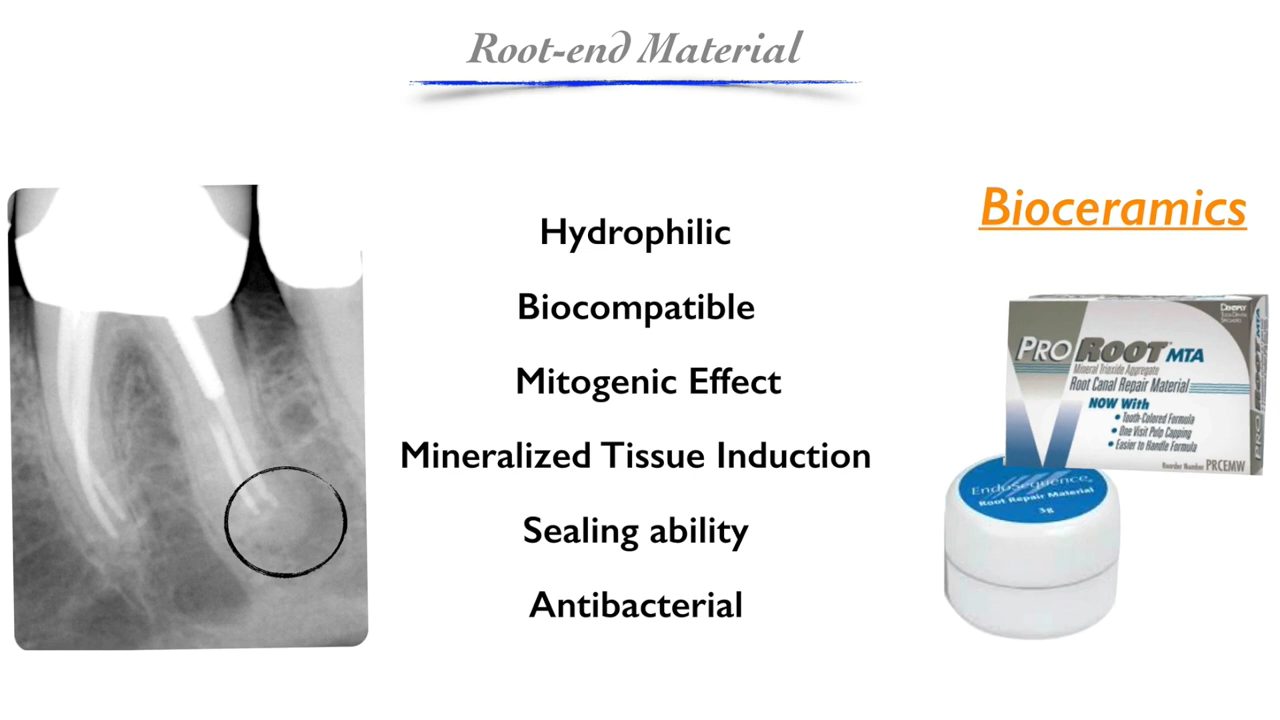 Root-end Material
Hydrophilic
Biocompatible
Mitogenic Effect
Mineralized Tissue Induction
Sealing ability
Antibacterial
Bioceramics
PRO ROOT MTA
Mineral Trioxide Aggregate
Root Canal Repair Material
NOW With
• Tooth-Colored Formula
• One Visit Pulp Capping
• Easier to Handle Formula
Reorder Number PRCEMW
EndoSequence
Root Repair Material
3g